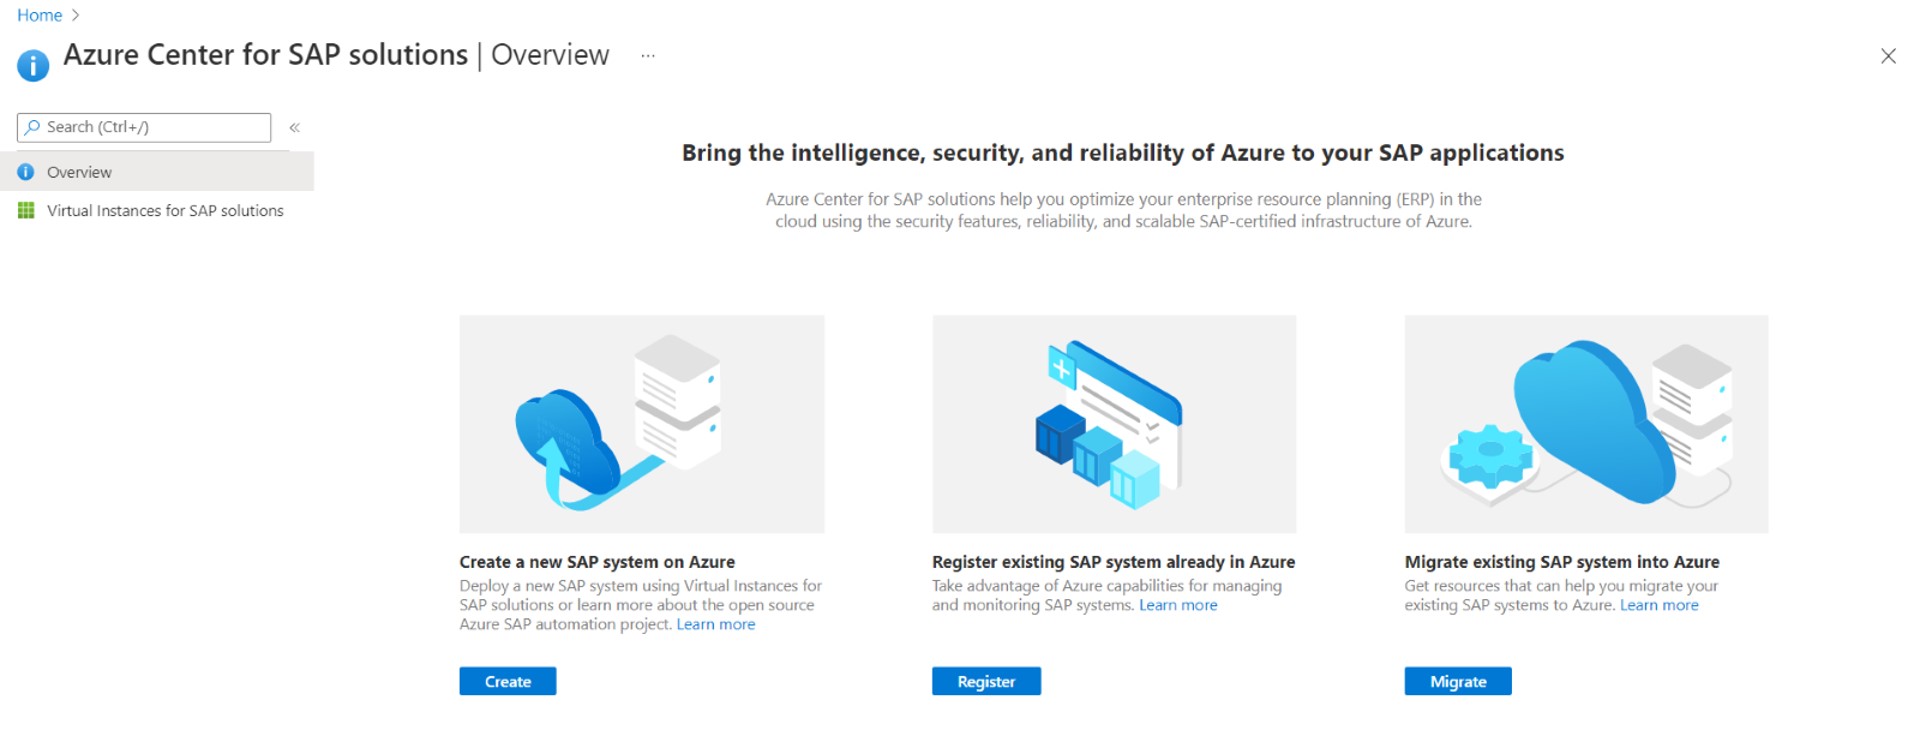 Home >
Azure Center for SAP solutions | Overview ...
Search (Ctrl+/) «
Overview
Virtual Instances for SAP solutions
Bring the intelligence, security, and reliability of Azure to your SAP applications
Azure Center for SAP solutions help you optimize your enterprise resource planning (ERP) in the
cloud using the security features, reliability, and scalable SAP-certified infrastructure of Azure.
Create a new SAP system on Azure
Deploy a new SAP system using Virtual Instances for
SAP solutions or learn more about the open source
Azure SAP automation project. Learn more
Create
Register existing SAP system already in Azure
Take advantage of Azure capabilities for managing
and monitoring SAP systems. Learn more
Register
Migrate existing SAP system into Azure
Get resources that can help you migrate your
existing SAP systems to Azure. Learn more
Migrate